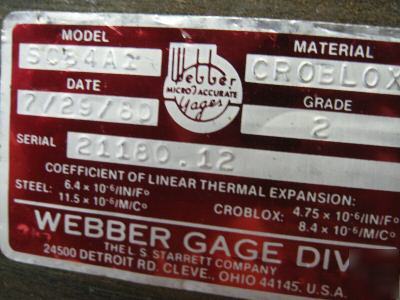 MODEL MATERIAL
SCB4A1 CROBLOX
DATE GRADE
7/29/80 2
Webber
MICRO ACCURATE
Gages
SERIAL 21180.12
COEFFICIENT OF LINEAR THERMAL EXPANSION:
STEEL: 6.4 × 10-6/IN/F° CROBLOX: 4.75 × 10-6/IN/F°
11.5 × 10-6/M/C° 8.4 × 10-6/M/C°
WEBBER GAGE DIV
THE L.S. STARRETT COMPANY
24500 DETROIT RD. CLEVE., OHIO 44145. U.S.A.